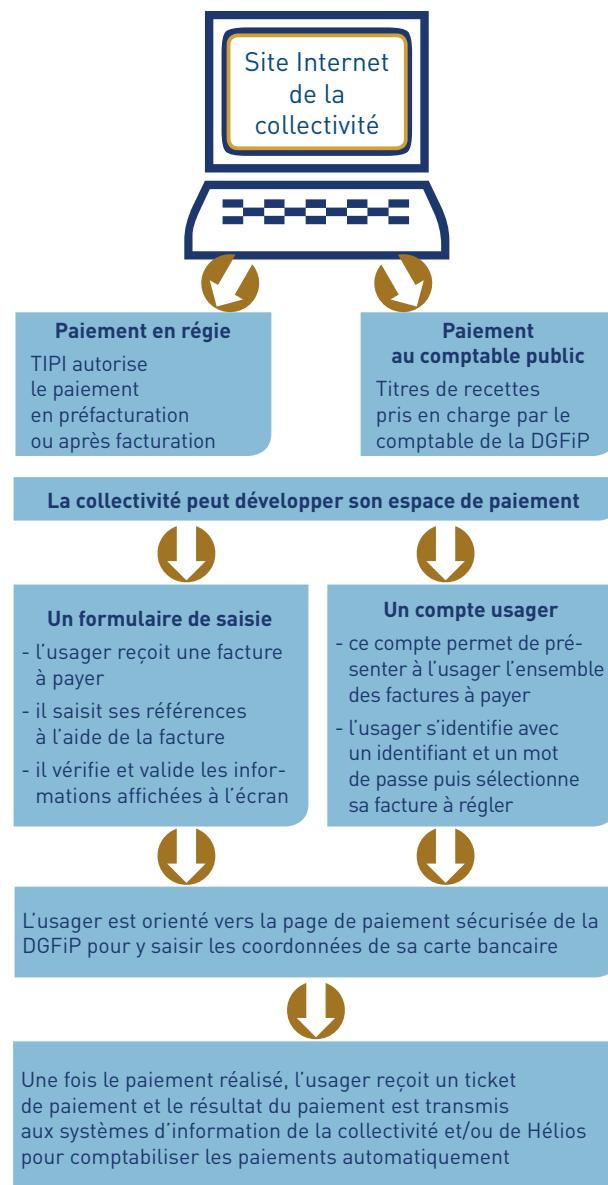 Site Internet
de la
collectivité
Paiement en régie
TIPI autorise
le paiement
en préfacturation
ou après facturation
Paiement
au comptable public
Titres de recettes
pris en charge par le
comptable de la DGFiP
La collectivité peut développer son espace de paiement
Un formulaire de saisie
- l’usager reçoit une facture
à payer
- il saisit ses références
à l’aide de la facture
- il vérifie et valide les infor-
mations affichées à l’écran
Un compte usager
- ce compte permet de pré-
senter à l’usager l’ensemble
des factures à payer
- l’usager s’identifie avec
un identifiant et un mot
de passe puis sélectionne
sa facture à régler
L’usager est orienté vers la page de paiement sécurisée de la
DGFiP pour y saisir les coordonnées de sa carte bancaire
Une fois le paiement réalisé, l’usager reçoit un ticket
de paiement et le résultat du paiement est transmis
aux systèmes d’information de la collectivité et/ou de Hélios
pour comptabiliser les paiements automatiquement